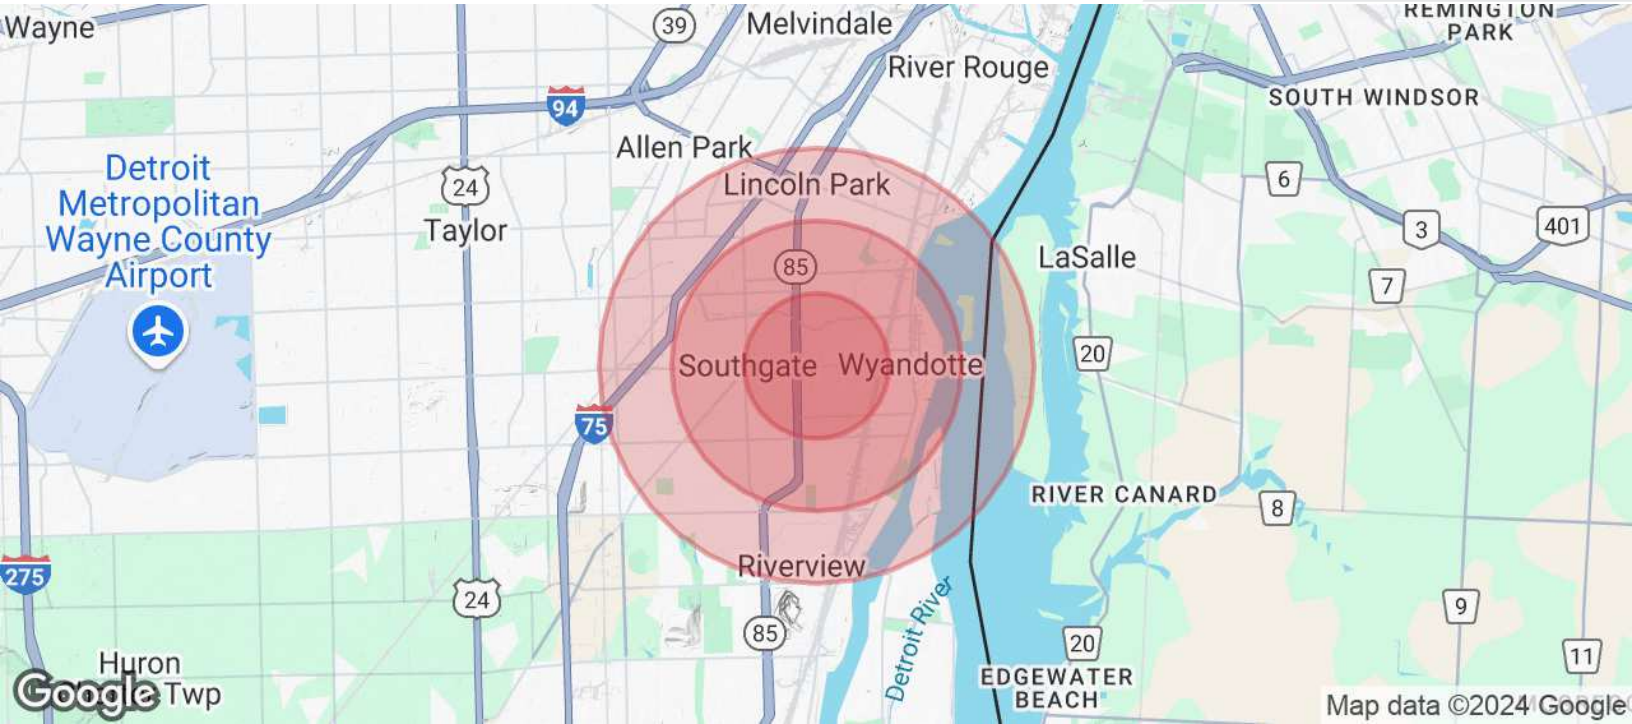 Wayne
39
Melvindale
REMINGTON
PARK
River Rouge
94
SOUTH WINDSOR
Allen Park
Detroit
Metropolitan
Wayne County
Airport
24
Lincoln Park
6
Taylor
3
401
85
LaSalle
7
20
Southgate
Wyandotte
75
RIVER CANARD
8
275
Riverview
24
9
85
Detroit River
20
11
Huron
Twp
EDGEWATER
BEACH
Google
Map data ©2024 Google